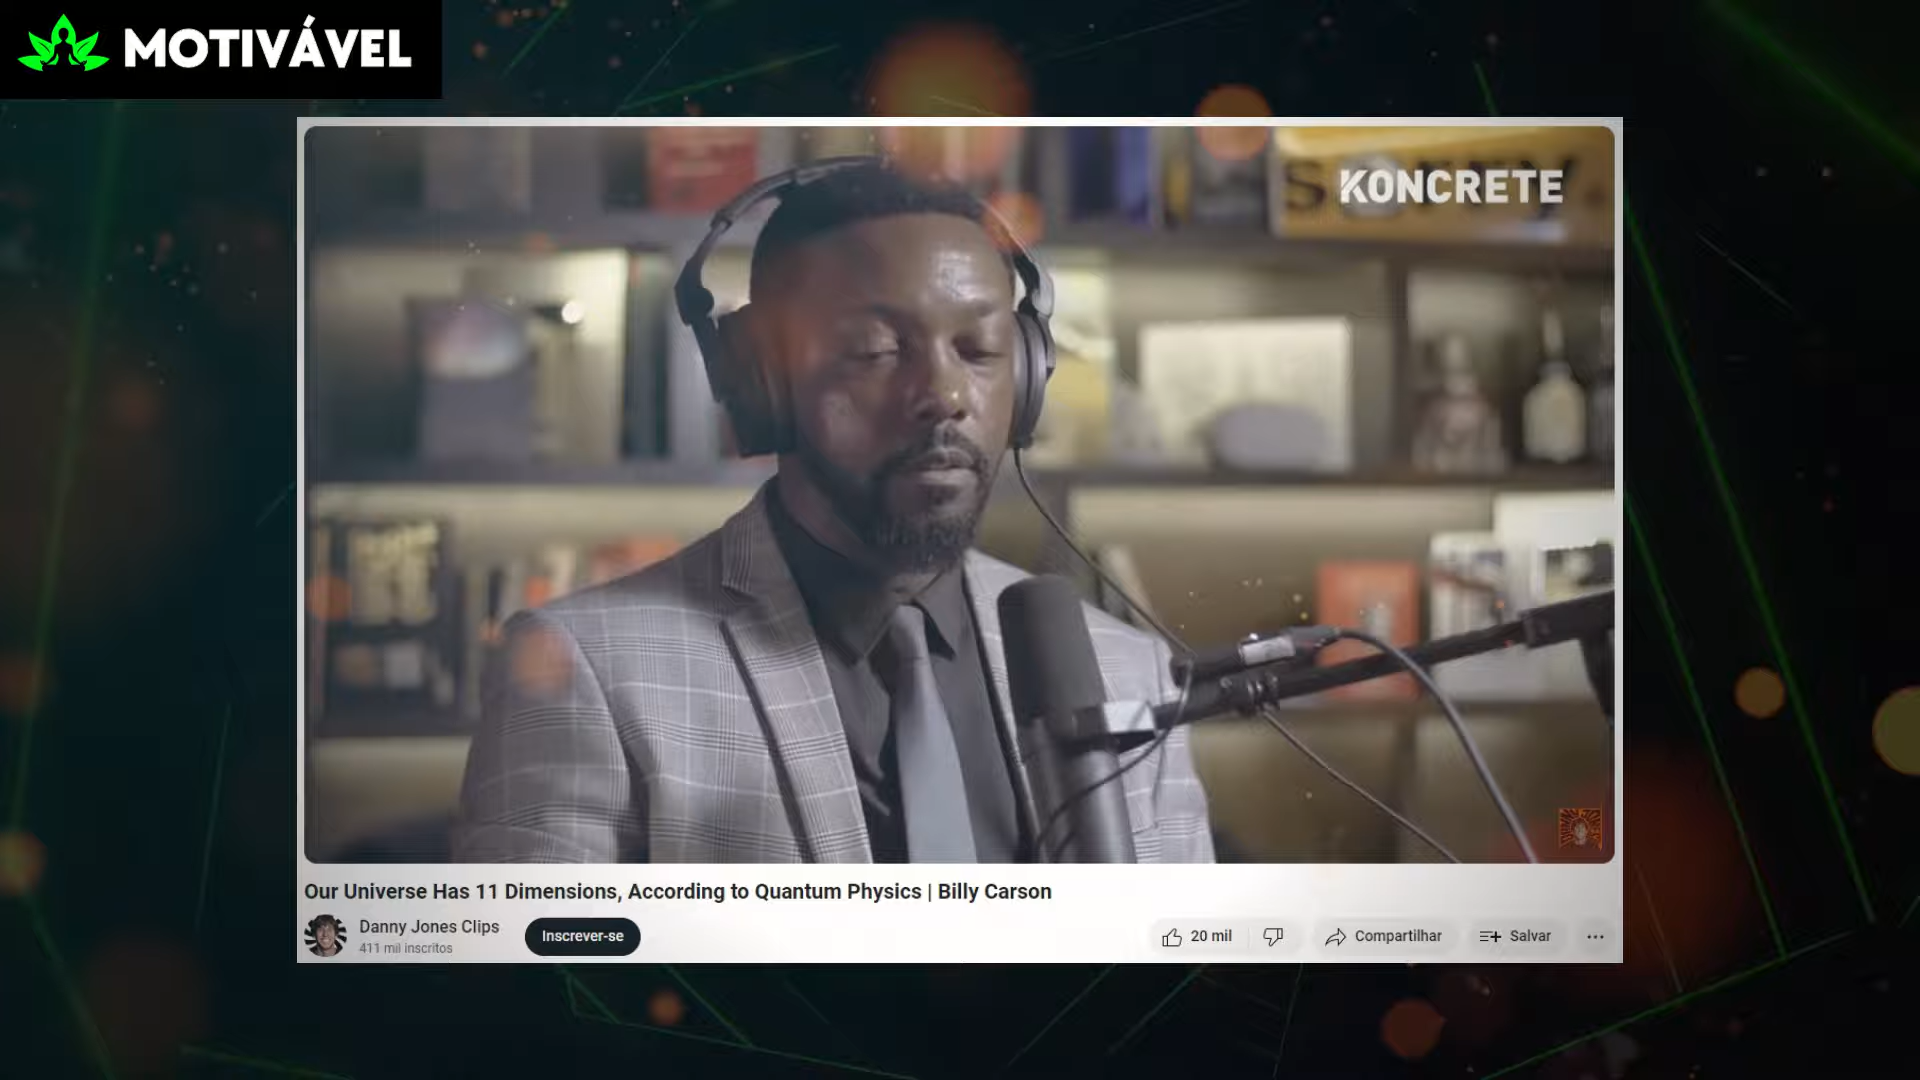 MOTIVÁVEL
KONCRETE
Our Universe Has 11 Dimensions, According to Quantum Physics | Billy Carson
Danny Jones Clips
411 mil inscritos
Inscrever-se
20 mil
Compartilhar
Salvar